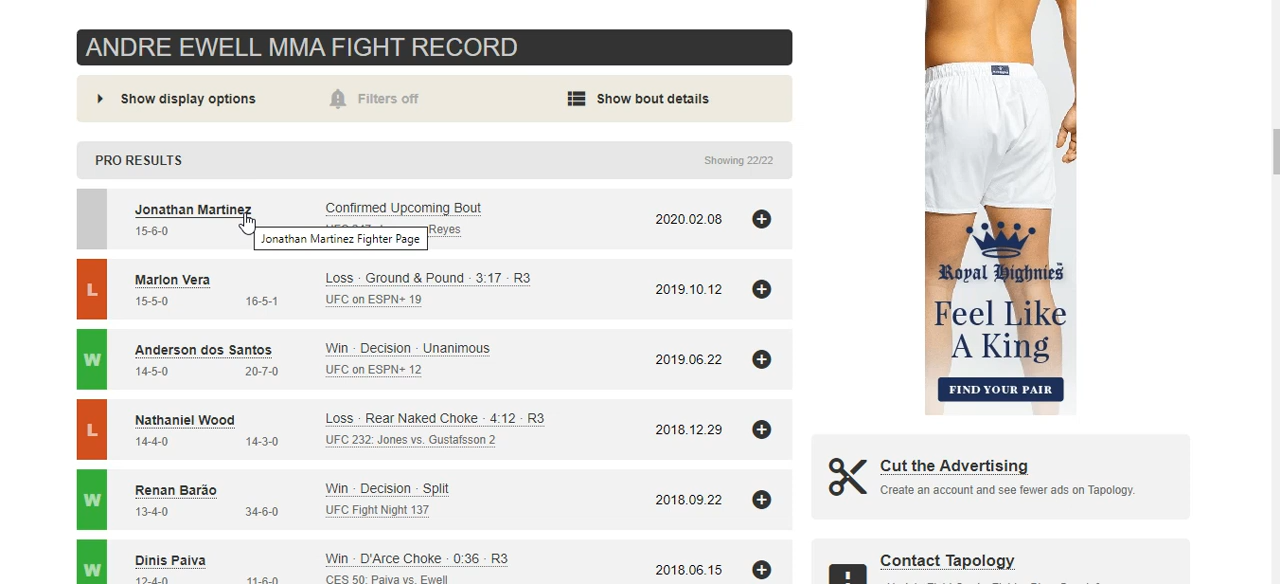 ANDRE EWELL MMA FIGHT RECORD
Show display options
Filters off
Show bout details
PRO RESULTS
Showing 22/22
Jonathan Martinez
Confirmed Upcoming Bout
15-6-0
Reyes
2020.02.08
Jonathan Martinez Fighter Page
L
Marlon Vera
Loss · Ground & Pound · 3:17 · R3
15-5-0
16-5-1
UFC on ESPN+ 19
2019.10.12
W
Anderson dos Santos
Win · Decision · Unanimous
14-5-0
20-7-0
UFC on ESPN+ 12
2019.06.22
L
Nathaniel Wood
Loss · Rear Naked Choke · 4:12 · R3
14-4-0
14-3-0
UFC 232: Jones vs. Gustafsson 2
2018.12.29
W
Renan Barão
Win · Decision · Split
13-4-0
34-6-0
UFC Fight Night 137
2018.09.22
W
Dinis Paiva
Win · D'Arce Choke · 0:36 · R3
11-6-0
CES 50: Paiva vs. Ewell
2018.06.15
Royal Highnies™
Feel Like
A King
FIND YOUR PAIR
Cut the Advertising
Create an account and see fewer ads on Tapology.
Contact Tapology